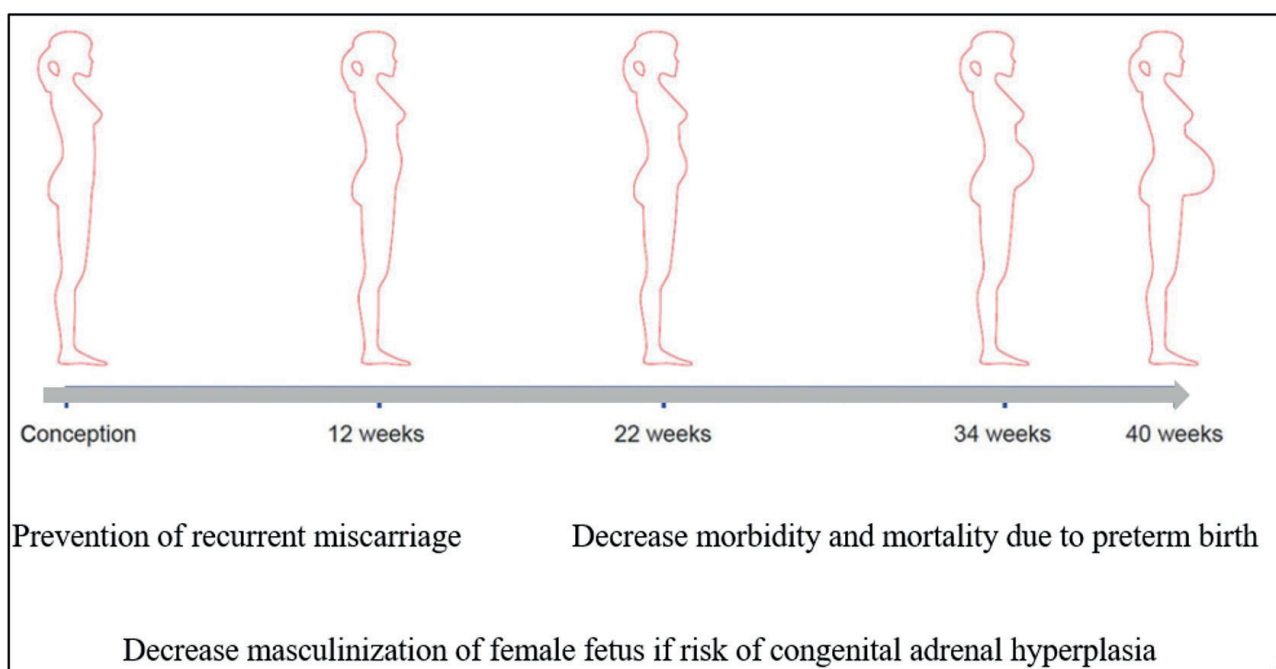 Conception 12 weeks 22 weeks 34 weeks 40 weeks
Prevention of recurrent miscarriage Decrease morbidity and mortality due to preterm birth
Decrease masculinization of female fetus if risk of congenital adrenal hyperplasia